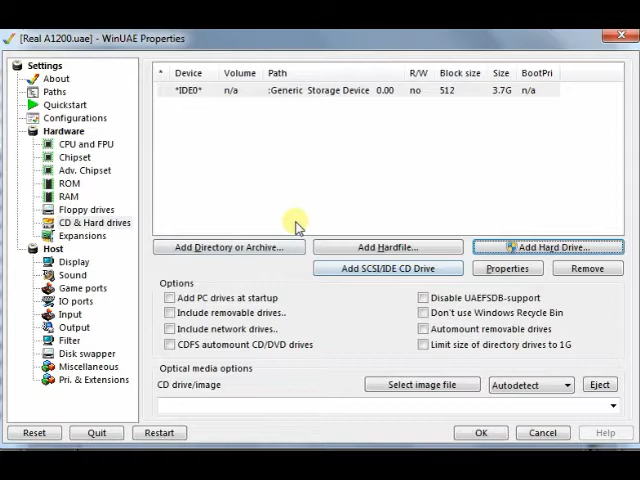 [Real A1200.uae] - WinUAE Properties
Settings
About
Paths
Quickstart
Configurations
Hardware
CPU and FPU
Chipset
Adv. Chipset
ROM
RAM
Floppy drives
CD & Hard drives
Expansions
Host
Display
Sound
Game ports
IO ports
Input
Output
Filter
Disk swapper
Miscellaneous
Pri. & Extensions
* Device Volume Path R/W Block size Size BootPri
*IDE0* n/a :Generic Storage Device 0.00 no 512 3.7G n/a
Add Directory or Archive... Add Hardfile... Add Hard Drive...
Add SCSI/IDE CD Drive Properties Remove
Options
Add PC drives at startup Disable UAEFSDB-support
Include removable drives.. Don't use Windows Recycle Bin
Include network drives.. Automount removable drives
CDFS automount CD/DVD drives Limit size of directory drives to 1G
Optical media options
CD drive/image Select image file Autodetect Eject
Reset Quit Restart OK Cancel Help